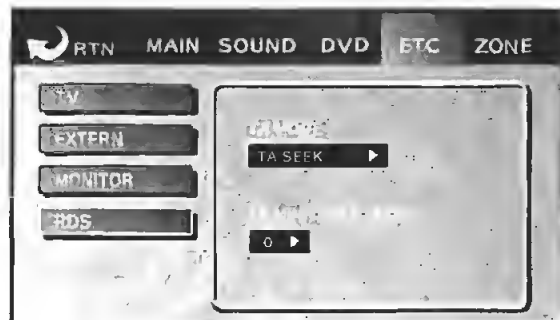 RTN MAIN SOUND DVD ETC ZONE
TV
EXTERN
MONITOR
RDS
TA SEEK
0